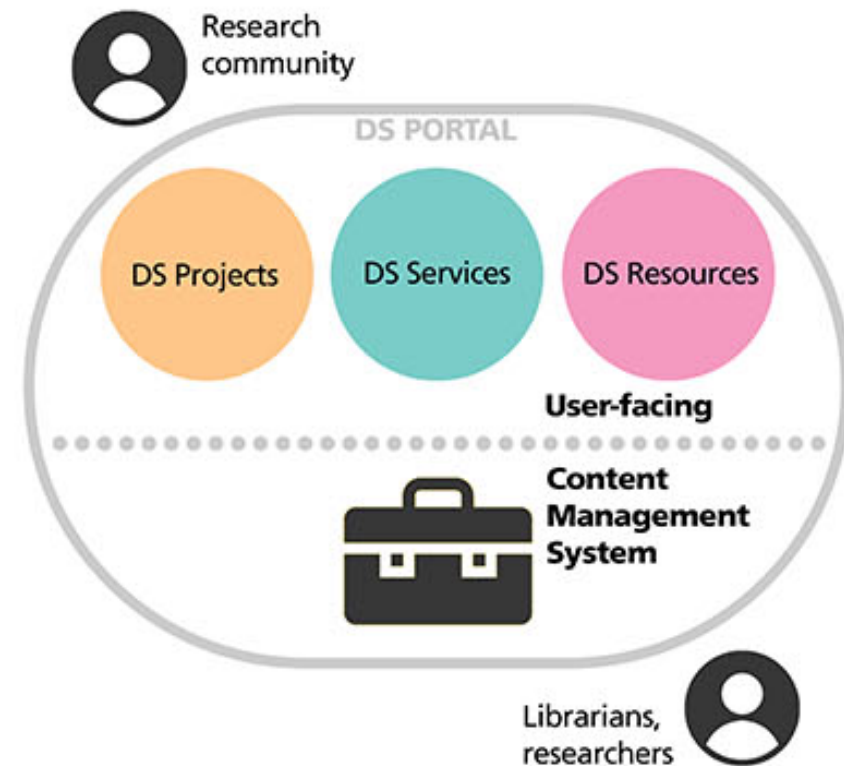 Research
community
DS PORTAL
DS Projects
DS Services
DS Resources
User-facing
Content
Management
System
Librarians,
researchers